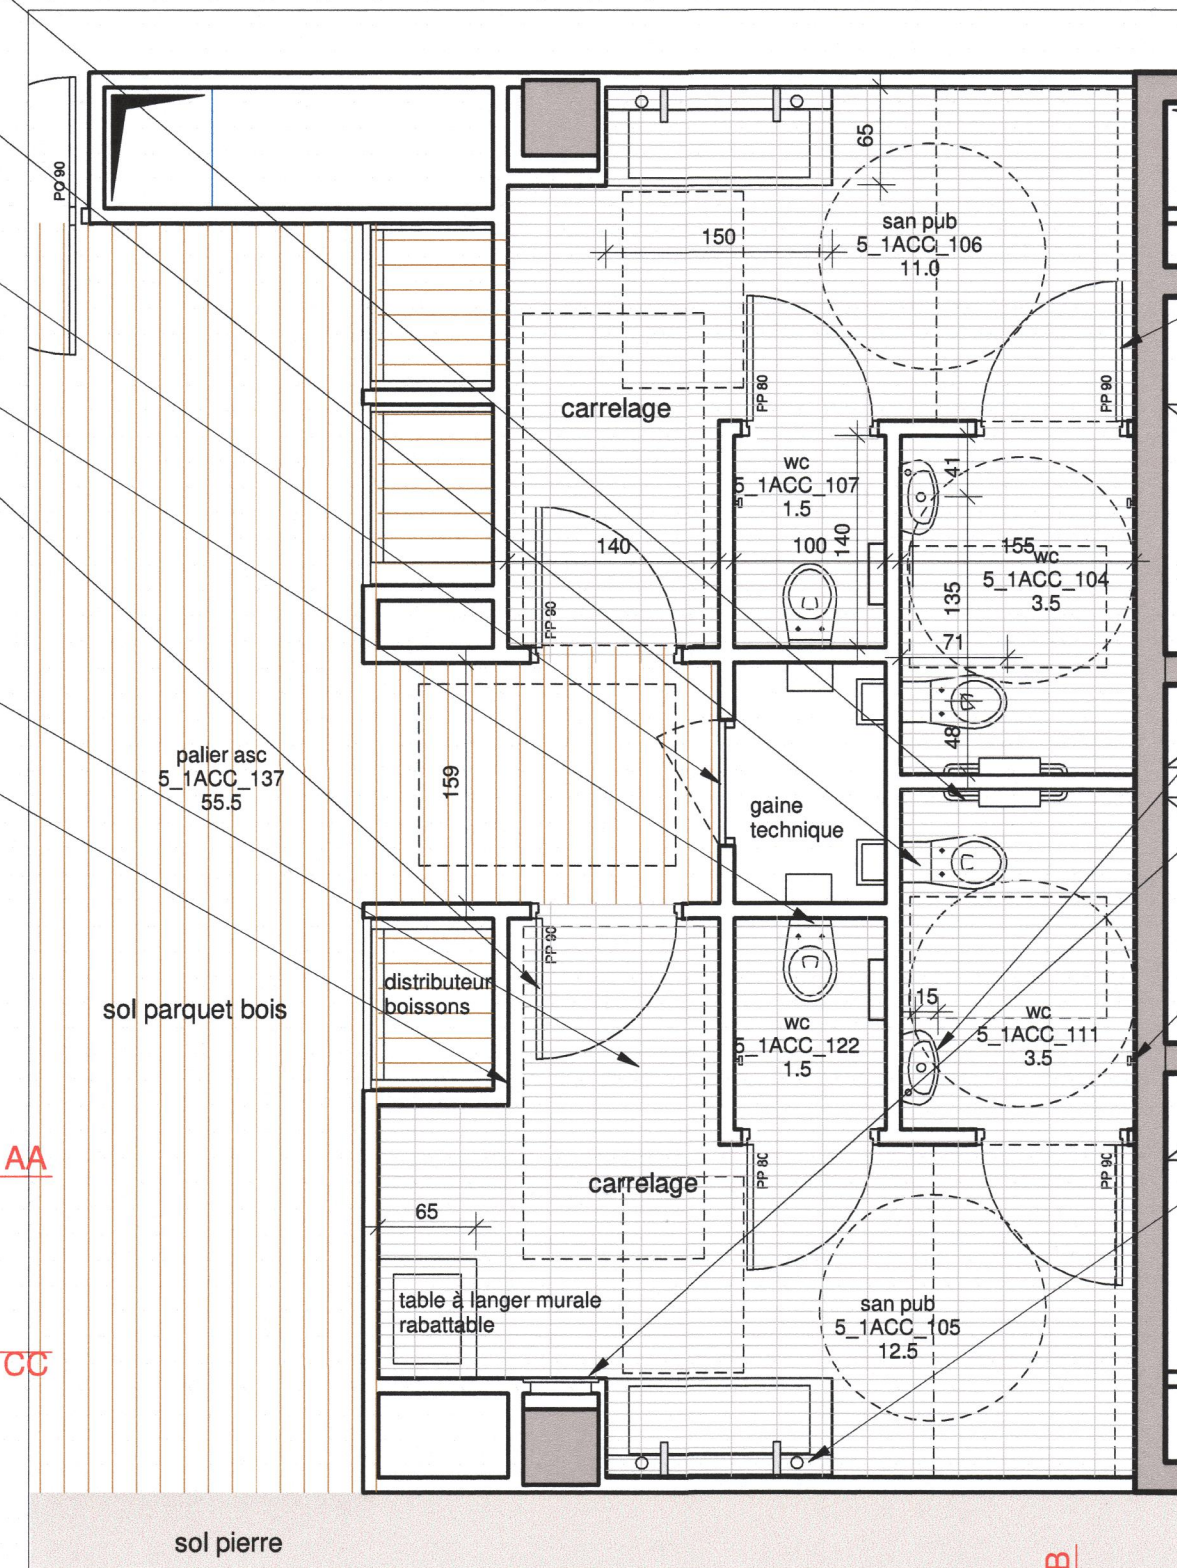 PO 90
65
san pub
5_1ACC_106
11.0
150
PP 80
PP 90
carrelage
wc
5_1ACC_107
1.5
41
140
140
100
155
wc
5_1ACC_104
3.5
135
PP 90
71
48
palier asc
5_1ACC_137
55.5
159
gaine
technique
PP 90
distributeur
boissons
sol parquet bois
15
wc
5_1ACC_122
1.5
wc
5_1ACC_111
3.5
AA
carrelage
PP 80
PP 90
65
table à langer murale
rabattable
san pub
5_1ACC_105
12.5
CC
sol pierre
B